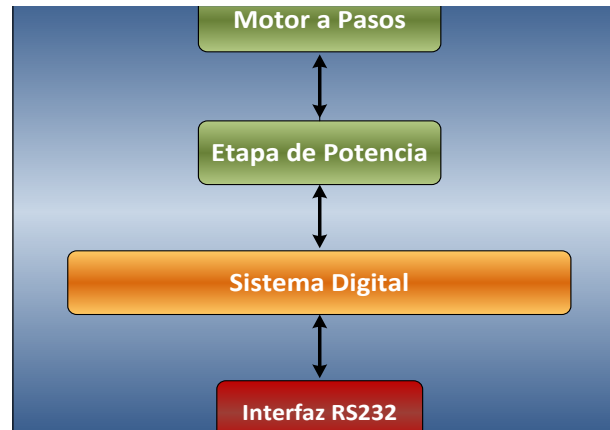 Motor a Pasos
Etapa de Potencia
Sistema Digital
Interfaz RS232